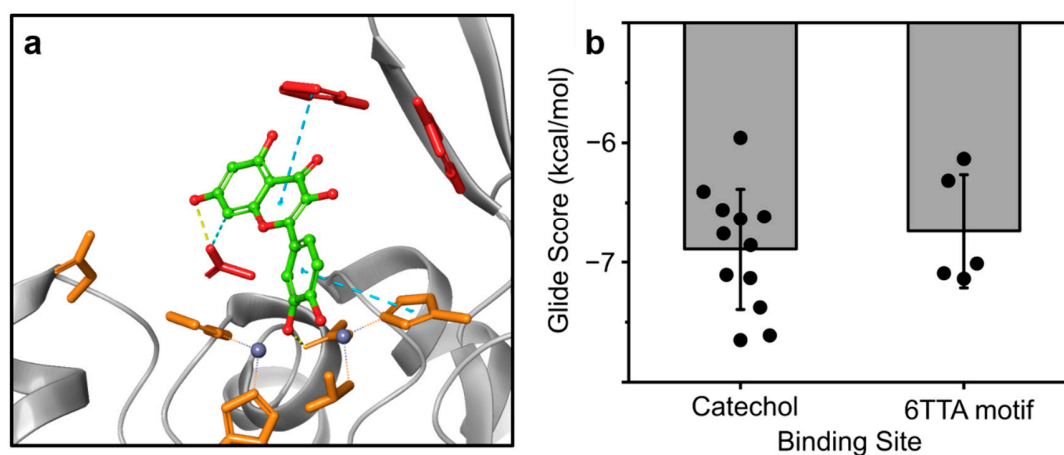 a
b
Glide Score (kcal/mol)
−6
−7
Catechol
6TTA motif
Binding Site